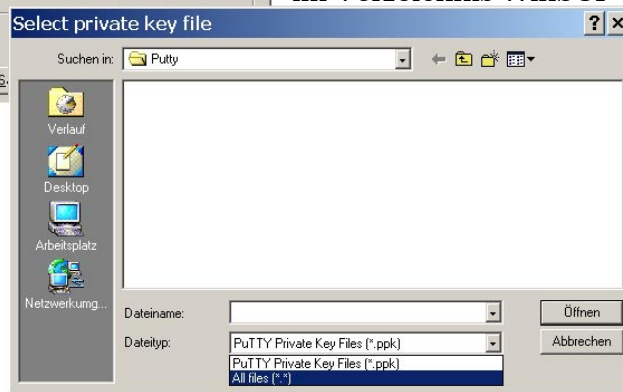 Select private key file
Suchen in:
Putty
Verlauf
Desktop
Arbeitsplatz
Netzwerkumg...
Dateiname:
Öffnen
Dateityp:
PuTTY Private Key Files (*.ppk)
Abbrechen
PuTTY Private Key Files (*.ppk)
All files (*.*)